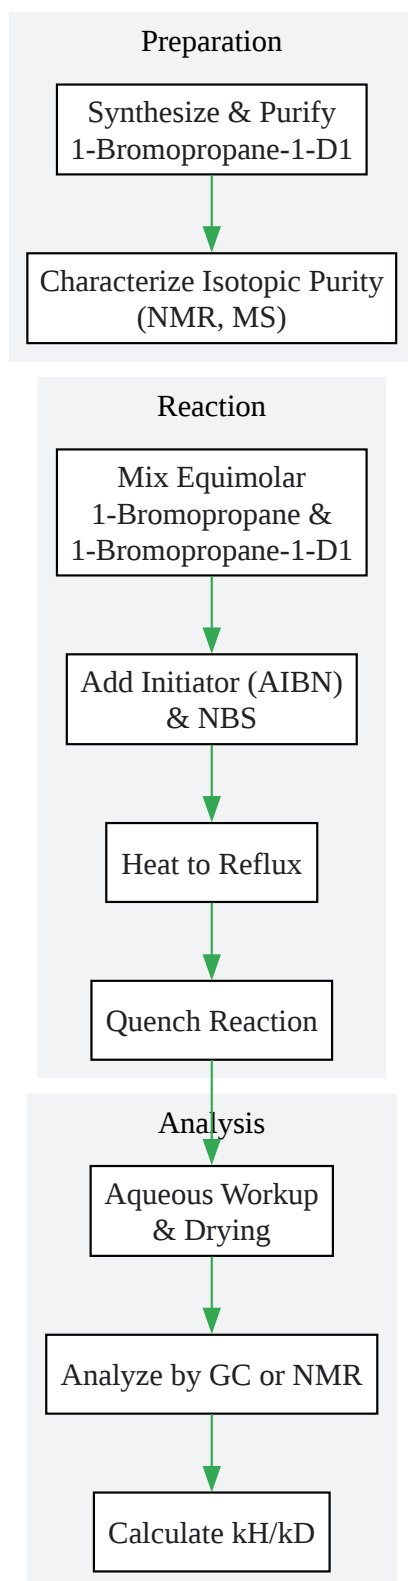 Preparation
Synthesize & Purify
1-Bromopropane-1-D1
Characterize Isotopic Purity
(NMR, MS)
Reaction
Mix Equimolar
1-Bromopropane &
1-Bromopropane-1-D1
Add Initiator (AIBN)
& NBS
Heat to Reflux
Quench Reaction
Analysis
Aqueous Workup
& Drying
Analyze by GC or NMR
Calculate kH/kD